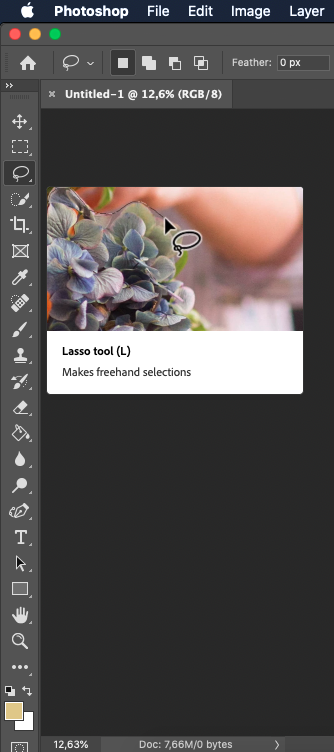 Photoshop File Edit Image Layer
Feather: 0 px
Untitled-1 @ 12,6% (RGB/8)
Lasso tool (L)
Makes freehand selections
T
12,63% Doc: 7,66M/0 bytes